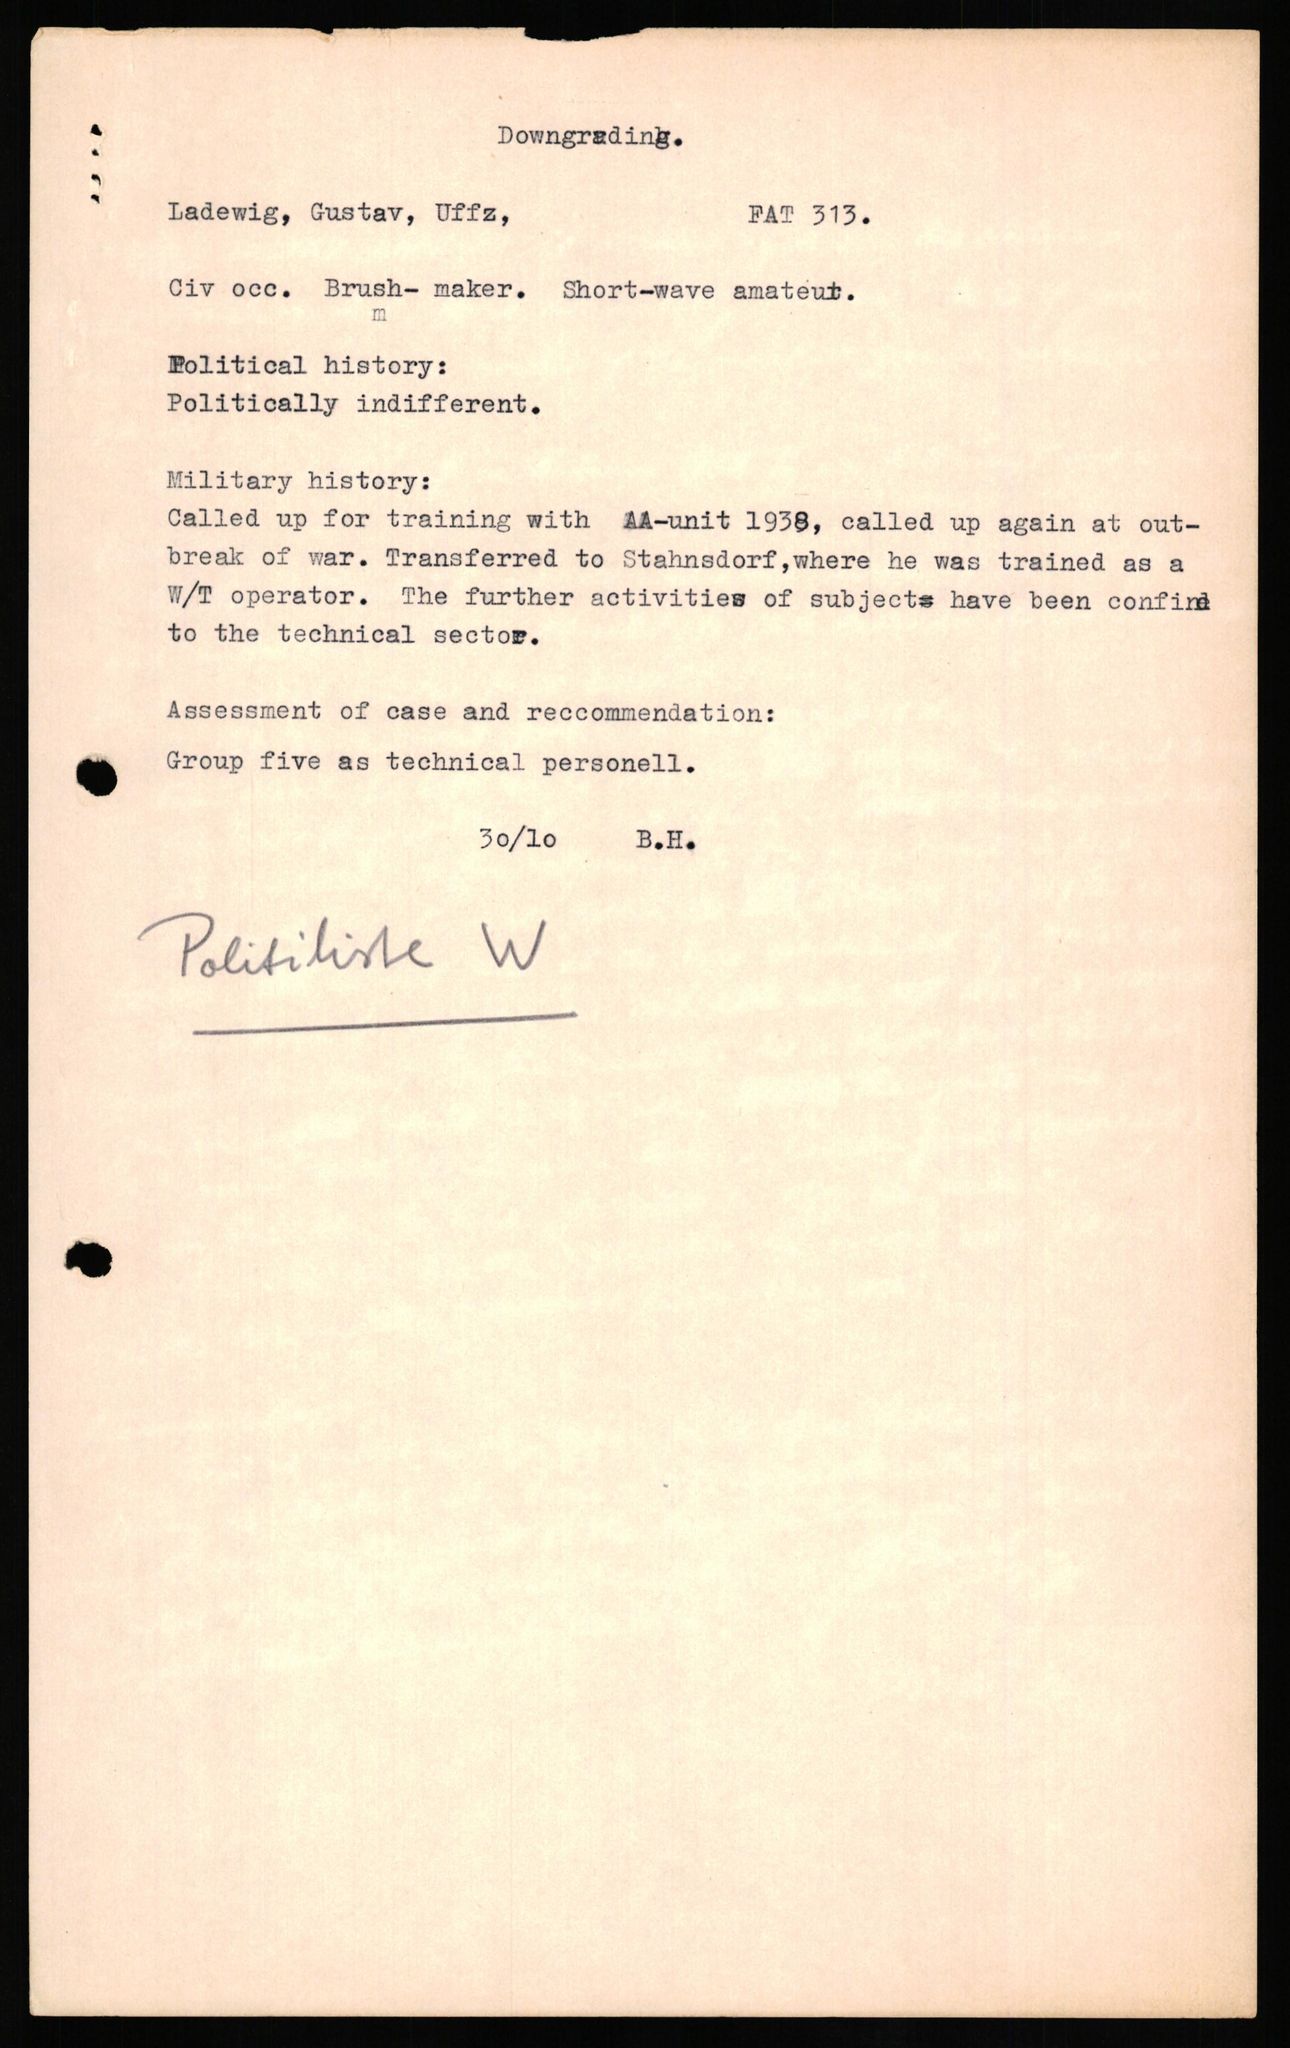 Downgrading.
Ladewig, Gustav, Uffz, FAT 313.
Civ occ. Brush- maker. Short-wave amateur.
m
Political history:
Politically indifferent.
Military history:
Called up for training with AA-unit 1938, called up again at out-
break of war. Transferred to Stahnsdorf,where he was trained as a
W/T operator. The further activities of subject have been confined
to the technical sector.
Assessment of case and reccommendation:
Group five as technical personell.
3o/1o B.H.
Politiliste W